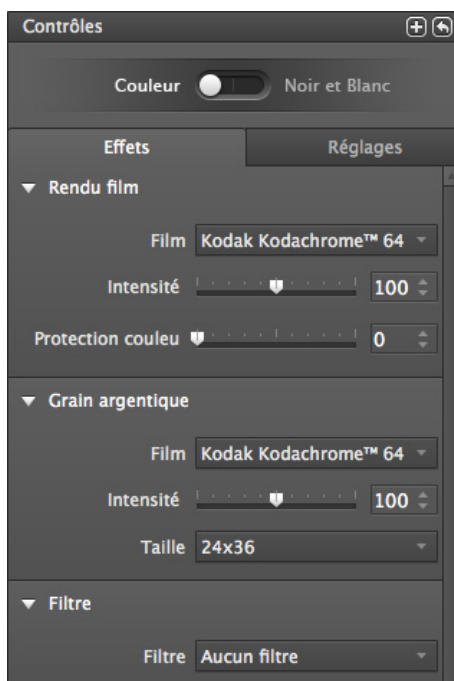 Contrôles
Couleur Noir et Blanc
Effets Réglages
Rendu film
Film Kodak Kodachrome™ 64
Intensité 100
Protection couleu 0
Grain argentique
Film Kodak Kodachrome™ 64
Intensité 100
Taille 24x36
Filtre
Filtre Aucun filtre